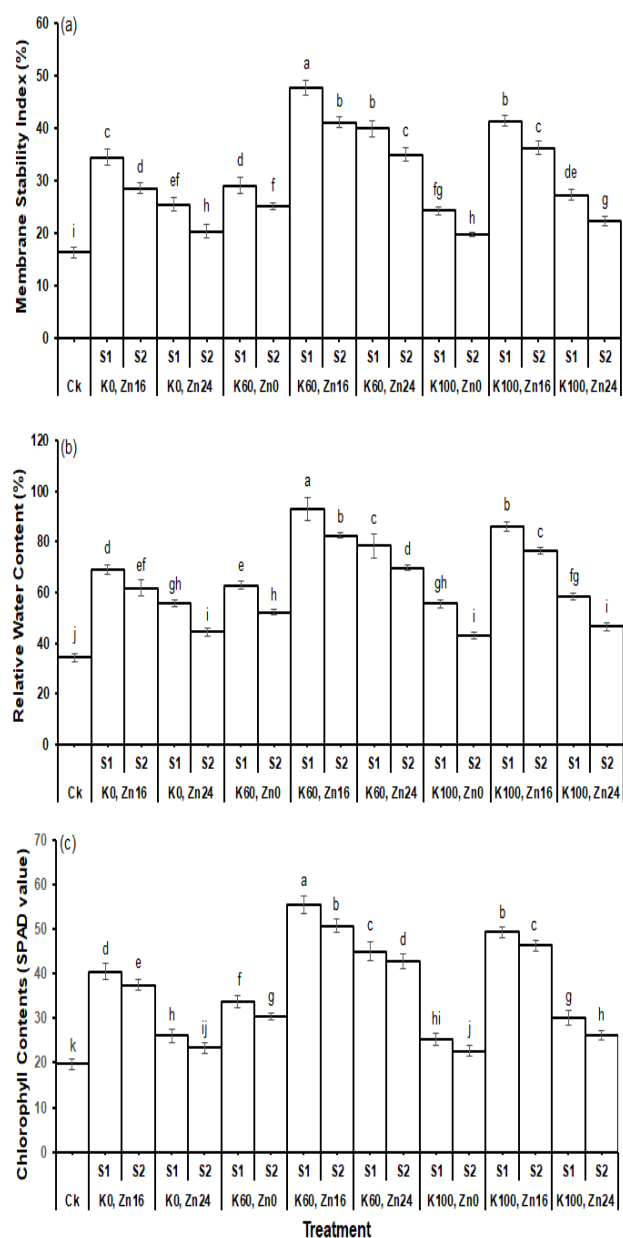 (a)
Membrane Stability Index (%)
60
50
40
30
20
10
0
i
c
d
ef
h
d
f
a
b
b
c
fg
h
b
c
de
g
S1 S2 S1 S2 S1 S2 S1 S2 S1 S2 S1 S2 S1 S2 S1 S2
Ck K0, Zn16 K0, Zn24 K60, Zn0 K60, Zn16 K60, Zn24 K100, Zn0 K100, Zn16 K100, Zn24
(b)
Relative Water Content (%)
120
100
80
60
40
20
0
j
d
ef
gh
i
e
h
a
b
c
d
gh
i
b
c
fg
i
S1 S2 S1 S2 S1 S2 S1 S2 S1 S2 S1 S2 S1 S2 S1 S2
Ck K0, Zn16 K0, Zn24 K60, Zn0 K60, Zn16 K60, Zn24 K100, Zn0 K100, Zn16 K100, Zn24
(c)
Chlorophyll Contents (SPAD value)
70
60
50
40
30
20
10
0
k
d
e
h
ij
f
g
a
b
c
d
hi
j
b
c
g
h
S1 S2 S1 S2 S1 S2 S1 S2 S1 S2 S1 S2 S1 S2 S1 S2
Ck K0, Zn16 K0, Zn24 K60, Zn0 K60, Zn16 K60, Zn24 K100, Zn0 K100, Zn16 K100, Zn24
Treatment